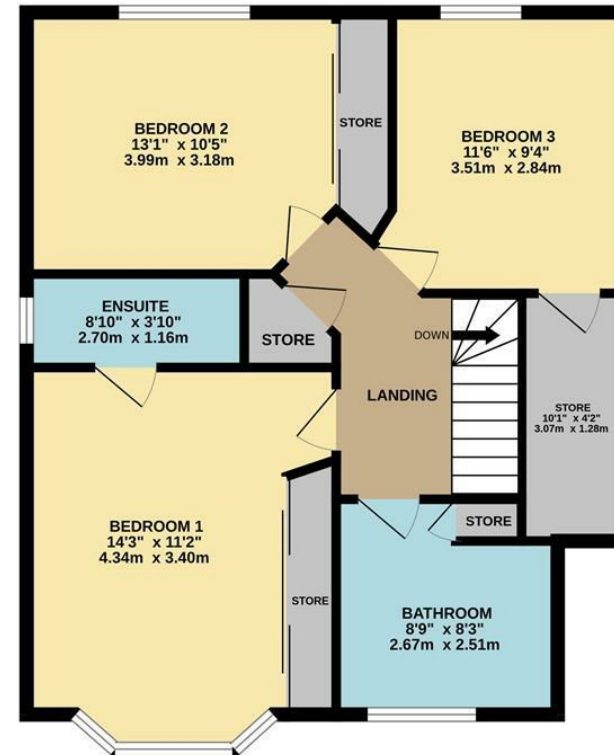 BEDROOM 2
13'1" x 10'5"
3.99m x 3.18m
STORE
BEDROOM 3
11'6" x 9'4"
3.51m x 2.84m
ENSUITE
8'10" x 3'10"
2.70m x 1.16m
STORE
DOWN
LANDING
STORE
10'1" x 4'2"
3.07m x 1.28m
BEDROOM 1
14'3" x 11'2"
4.34m x 3.40m
STORE
STORE
BATHROOM
8'9" x 8'3"
2.67m x 2.51m